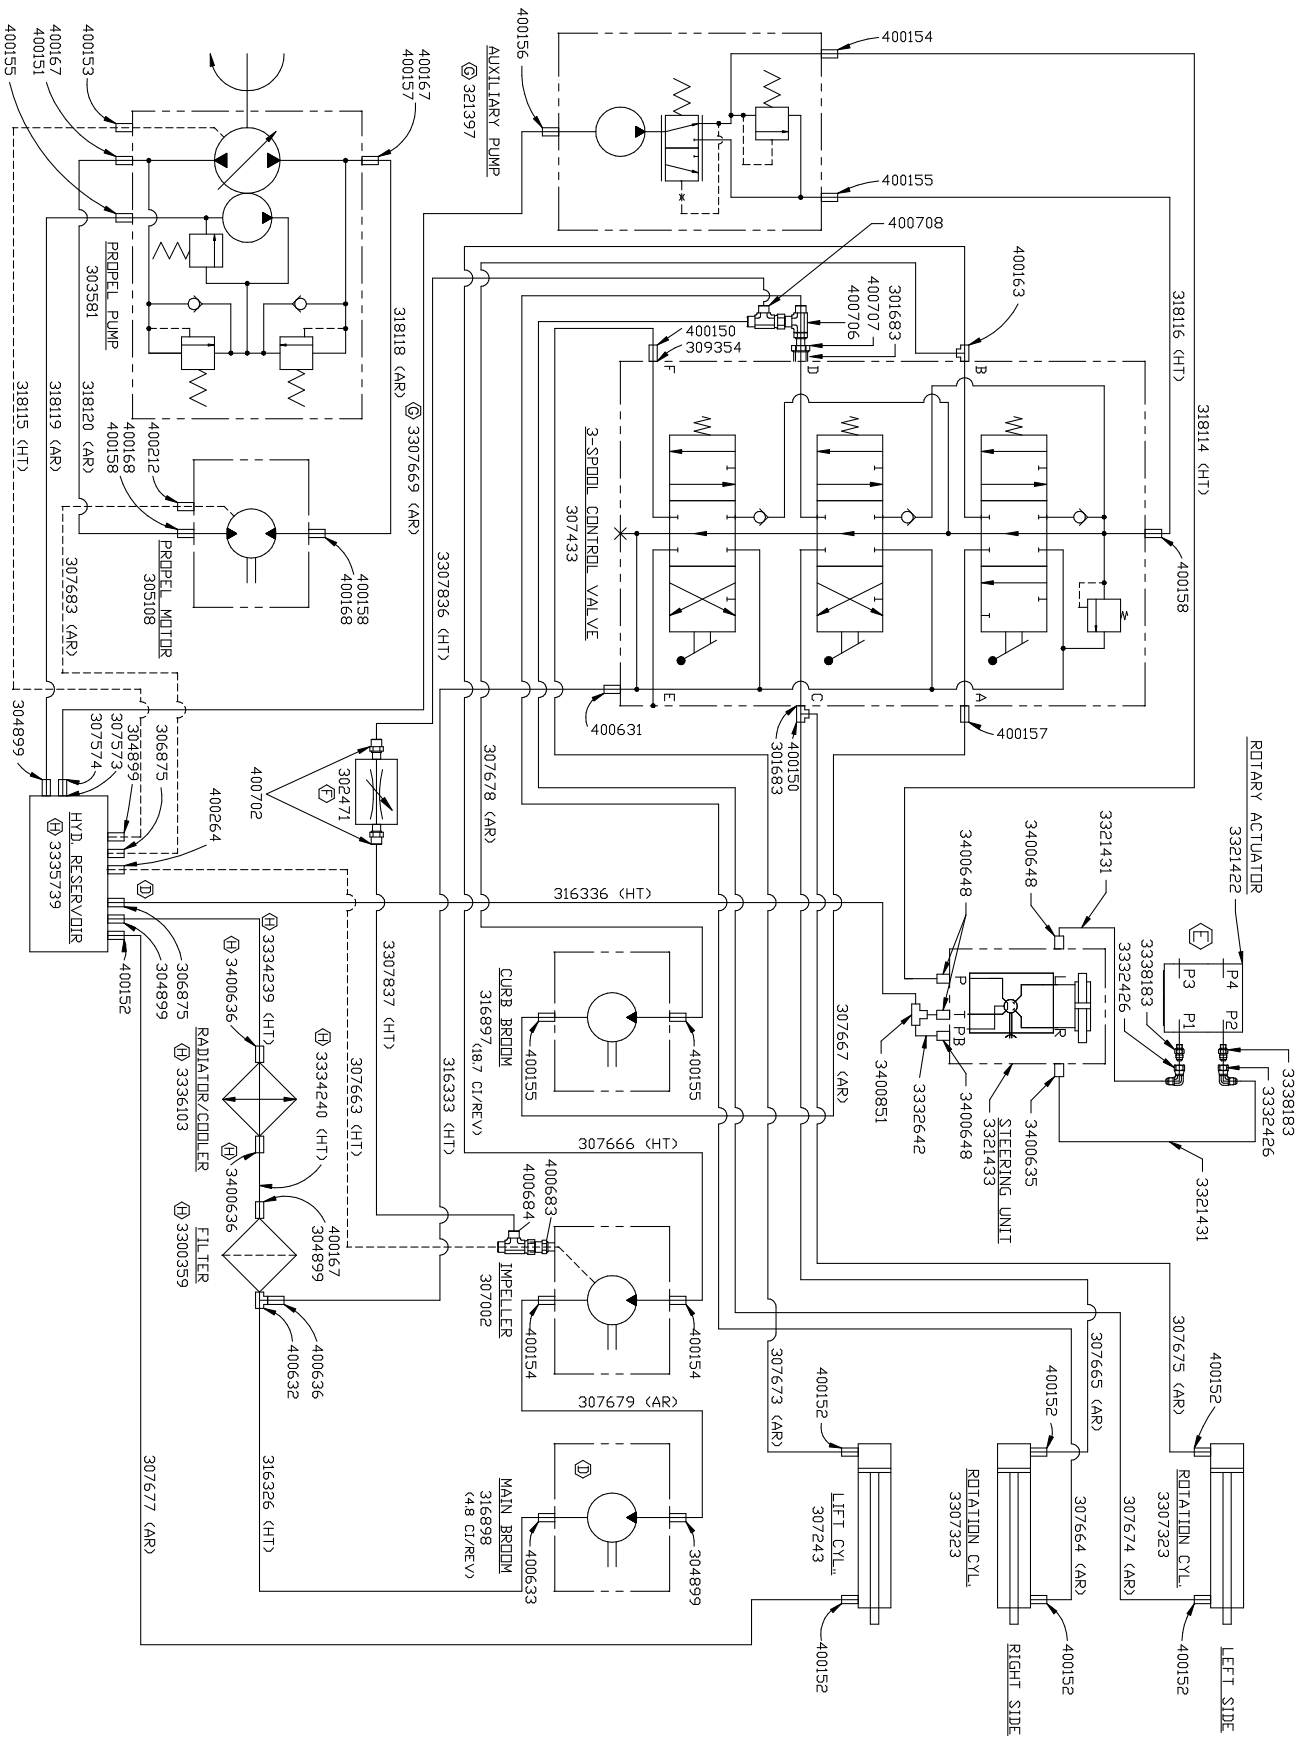 400154
400156
AUXILIARY PUMP
G 321397
400155
400153
400167
400151
400155
400167
400157
PROPEL PUMP
303581
318118 (AR)
G 3307669 (AR)
318115 (HT)
318119 (AR)
318120 (AR)
400212
400168
400158
PROPEL MOTOR
305108
400158
400168
307683 (AR)
400708
301683
400707
400706
400163
400150
309354
F
D
B
3-SPOOL CONTROL VALVE
307433
318116 (HT)
318114 (HT)
400158
E
C
A
400631
400150
301683
400157
3307836 (HT)
307678 (AR)
304899
307574
307573
304899
306875
400264
HYD. RESERVOIR
H 3335739
D
306875
304899
400152
400702
302471
F
316336 (HT)
3307837 (HT)
307663 (HT)
316333 (HT)
H 3334239 (HT)
H 3400636
RADIATOR/COOLER
H 3336103
H 3334240 (HT)
H 3400636
400167
304899
FILTER
H 3300359
400636
400632
CURB BROOM
316897
(18.7 CI/REV)
400155
400155
307667 (AR)
307666 (HT)
400683
400684
IMPELLER
307002
400154
400154
307679 (AR)
D
MAIN BROOM
316898
(4.8 CI/REV)
400633
304899
316326 (HT)
307677 (AR)
ROTARY ACTUATOR
3321422
E
P4
P3
P2
P1
3338183
3332426
3338183
3332426
3321431
3400648
3400648
P
T
PB
L
R
3400851
3332642
3400648
STEERING UNIT
3321433
3400635
3321431
307675 (AR)
400152
ROTATION CYL.
3307323
307674 (AR)
400152
LEFT SIDE
307665 (AR)
400152
ROTATION CYL.
3307323
307664 (AR)
400152
RIGHT SIDE
307673 (AR)
400152
LIFT CYL.
307243
400152